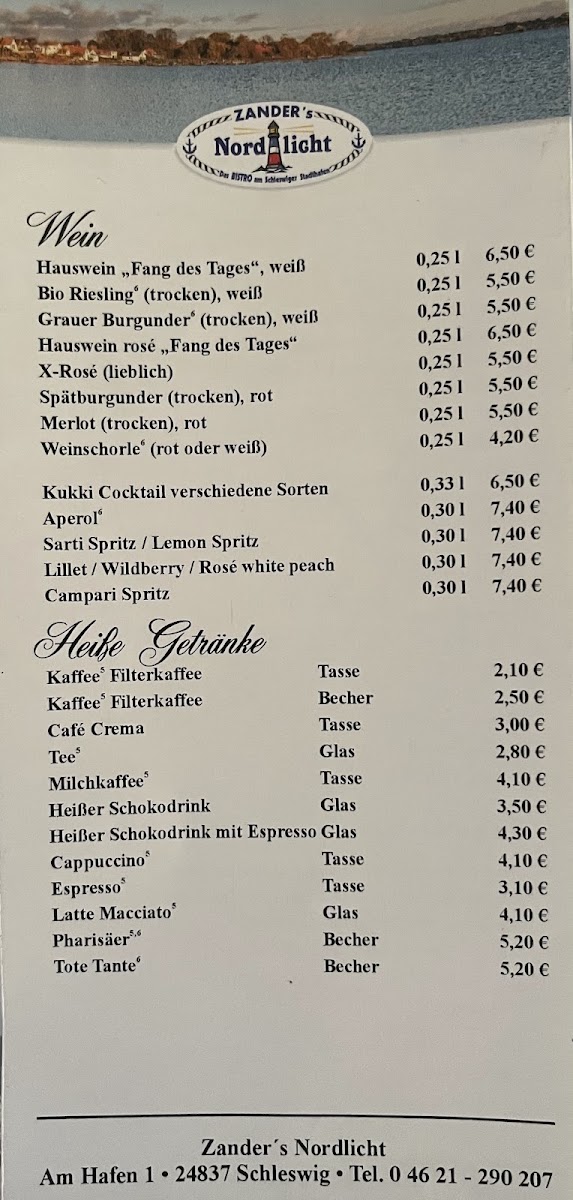 ZANDER's
Nordlicht
Das BISTRO am Schleswiger Stadthafen
Wein
Hauswein „Fang des Tages“, weiß 0,25 l 6,50 €
Bio Riesling⁶ (trocken), weiß 0,25 l 5,50 €
Grauer Burgunder⁶ (trocken), weiß 0,25 l 5,50 €
Hauswein rosé „Fang des Tages“ 0,25 l 6,50 €
X-Rosé (lieblich) 0,25 l 5,50 €
Spätburgunder (trocken), rot 0,25 l 5,50 €
Merlot (trocken), rot 0,25 l 5,50 €
Weinschorle⁶ (rot oder weiß) 0,25 l 4,20 €
Kukki Cocktail verschiedene Sorten 0,33 l 6,50 €
Aperol⁶ 0,30 l 7,40 €
Sarti Spritz / Lemon Spritz 0,30 l 7,40 €
Lillet / Wildberry / Rosé white peach 0,30 l 7,40 €
Campari Spritz 0,30 l 7,40 €
Heiße Getränke
Kaffee⁵ Filterkaffee Tasse 2,10 €
Kaffee⁵ Filterkaffee Becher 2,50 €
Café Crema Tasse 3,00 €
Tee⁵ Glas 2,80 €
Milchkaffee⁵ Tasse 4,10 €
Heißer Schokodrink Glas 3,50 €
Heißer Schokodrink mit Espresso Glas 4,30 €
Cappuccino⁵ Tasse 4,10 €
Espresso⁵ Tasse 3,10 €
Latte Macciato⁵ Glas 4,10 €
Pharisäer⁵,⁶ Becher 5,20 €
Tote Tante⁶ Becher 5,20 €
Zander´s Nordlicht
Am Hafen 1 • 24837 Schleswig • Tel. 0 46 21 - 290 207